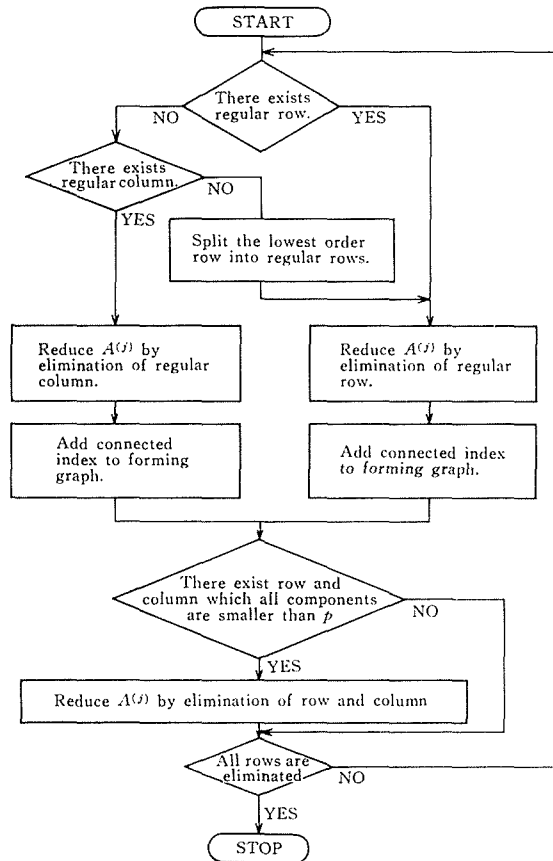 START
There exists
regular row.
NO
YES
There exists
regular column.
NO
YES
Split the lowest order
row into regular rows.
Reduce A(j) by
elimination of regular
column.
Reduce A(j) by
elimination of regular
row.
Add connected
index to forming
graph.
Add connected index
to forming graph.
There exist row and
column which all components
are smaller than p
NO
YES
Reduce A(j) by elimination of row and column
All rows are
eliminated
NO
YES
STOP